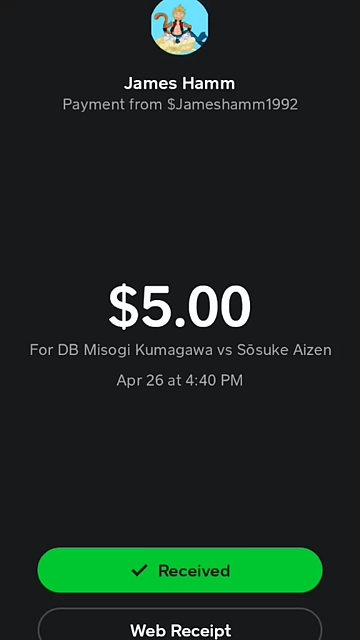 James Hamm
Payment from $Jameshamm1992
$5.00
For DB Misogi Kumagawa vs Sōsuke Aizen
Apr 26 at 4:40 PM
Received
Web Receipt